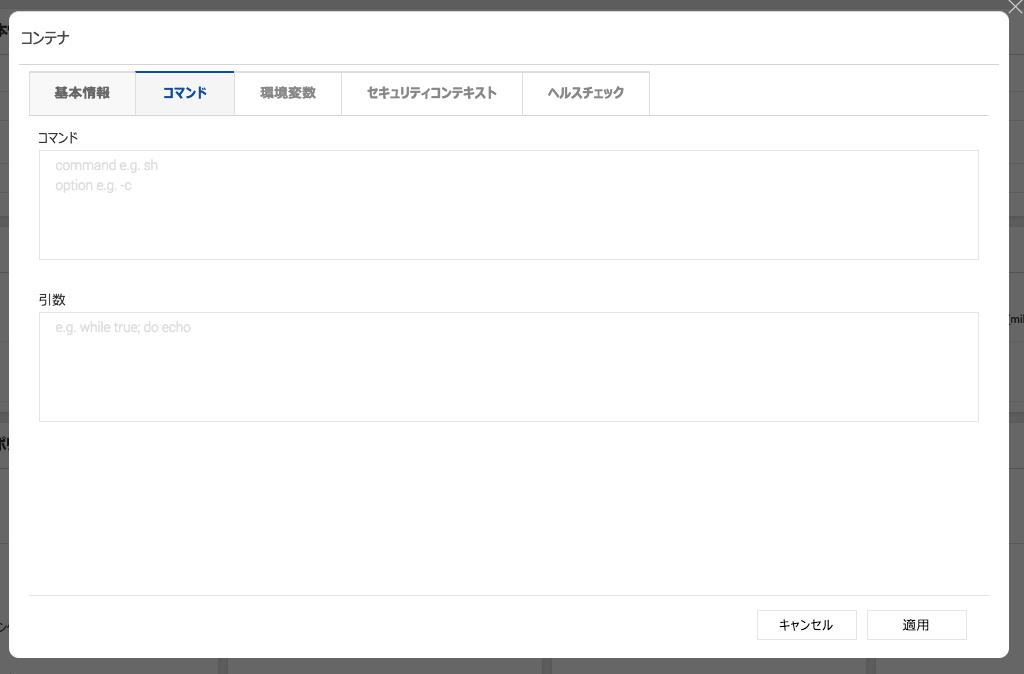 コンテナ
基本情報 コマンド 環境変数 セキュリティコンテキスト ヘルスチェック
コマンド
command e.g. sh
option e.g. -c
引数
e.g. while true; do echo
キャンセル 適用